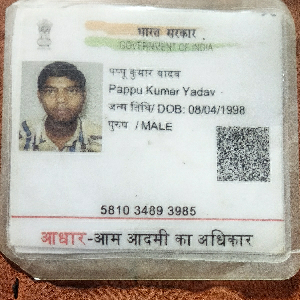 भारत सरकार
GOVERNMENT OF INDIA
पप्पू कुमार यादव
Pappu Kumar Yadav
जन्म तिथि/ DOB: 08/04/1998
पुरुष / MALE
5810 3489 3985
आधार-आम आदमी का अधिकार